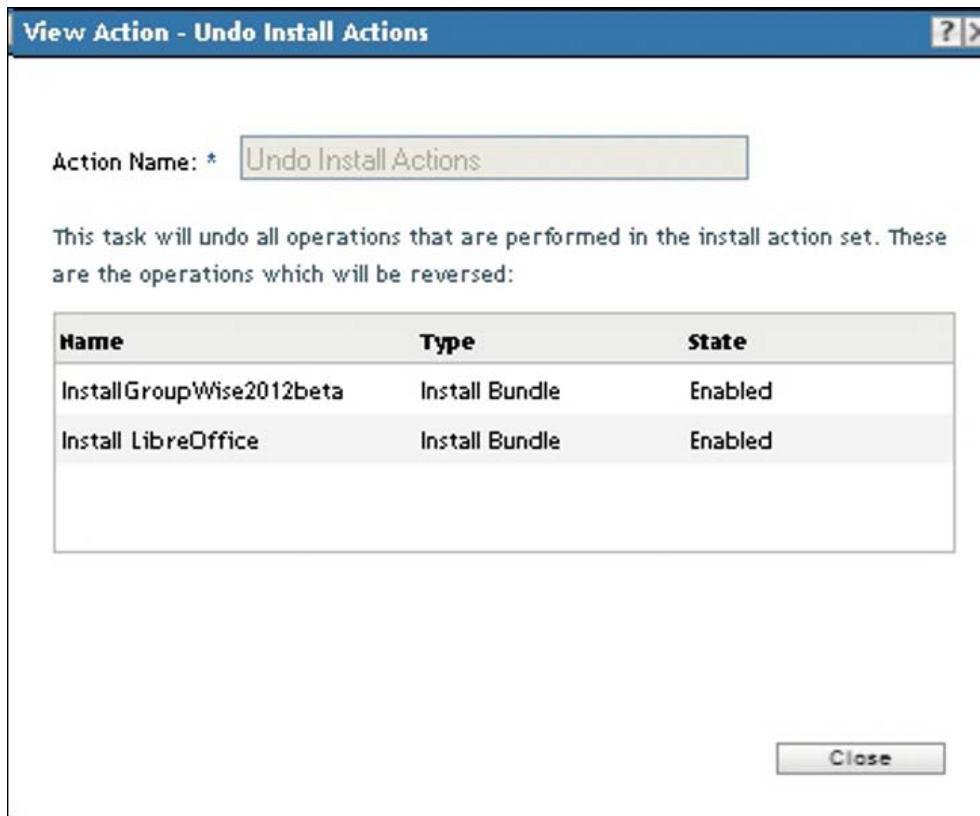 View Action - Undo Install Actions ? X
Action Name: * Undo Install Actions
This task will undo all operations that are performed in the install action set. These
are the operations which will be reversed:
Name Type State
InstallGroupWise2012beta Install Bundle Enabled
Install LibreOffice Install Bundle Enabled
Close